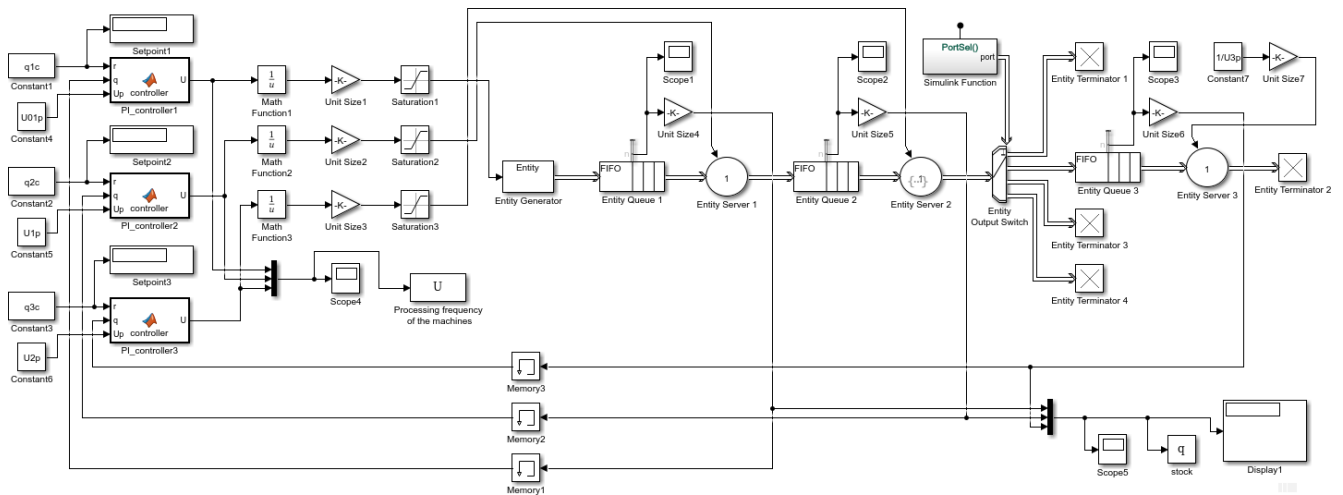 q1c
Constant1
Setpoint1
r
q
Up
controller
U
PI_controller1
U01p
Constant4
1
u
Math
Function1
-K-
Unit Size1
Saturation1
q2c
Constant2
Setpoint2
r
q
Up
controller
U
PI_controller2
U1p
Constant5
1
u
Math
Function2
-K-
Unit Size2
Saturation2
q3c
Constant3
Setpoint3
r
q
Up
controller
U
PI_controller3
U2p
Constant6
1
u
Math
Function3
-K-
Unit Size3
Saturation3
Scope4
U
Processing frequency
of the machines
Entity
Entity Generator
Scope1
-K-
Unit Size4
n
FIFO
Entity Queue 1
1
Entity Server 1
Scope2
-K-
Unit Size5
n
FIFO
Entity Queue 2
{..1}
Entity Server 2
PortSel()
port
Simulink Function
Entity
Output Switch
Entity Terminator 1
Scope3
-K-
Unit Size6
1/U3p
Constant7
-K-
Unit Size7
n
FIFO
Entity Queue 3
1
Entity Server 3
Entity Terminator 2
Entity Terminator 3
Entity Terminator 4
Memory3
Memory2
Memory1
Scope5
q
stock
Display1